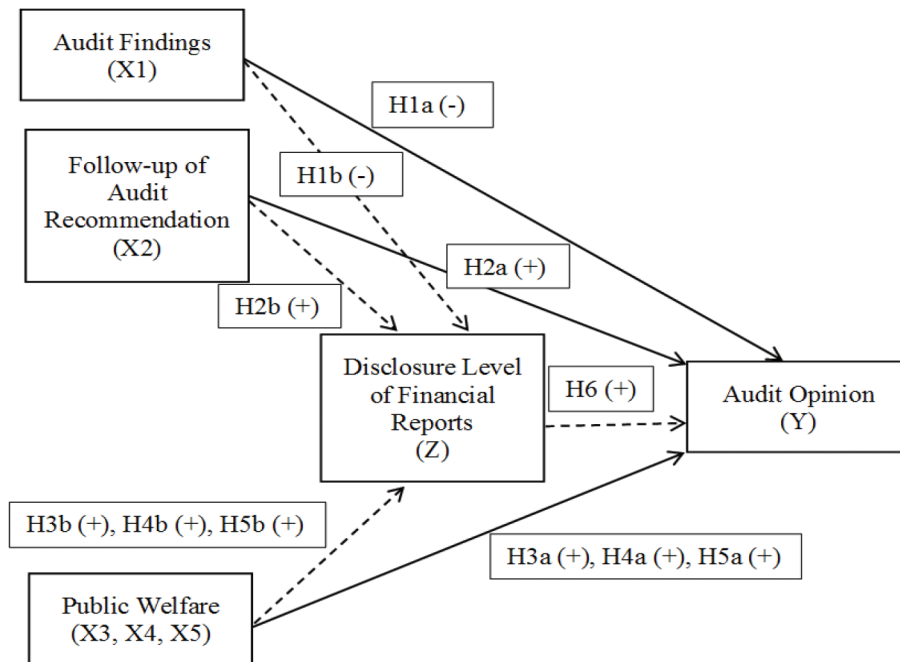 Audit Findings
(X1)
H1a (-)
Follow-up of
Audit
Recommendation
(X2)
H1b (-)
H2a (+)
H2b (+)
Disclosure Level
of Financial
Reports
(Z)
H6 (+)
Audit Opinion
(Y)
H3b (+), H4b (+), H5b (+)
H3a (+), H4a (+), H5a (+)
Public Welfare
(X3, X4, X5)